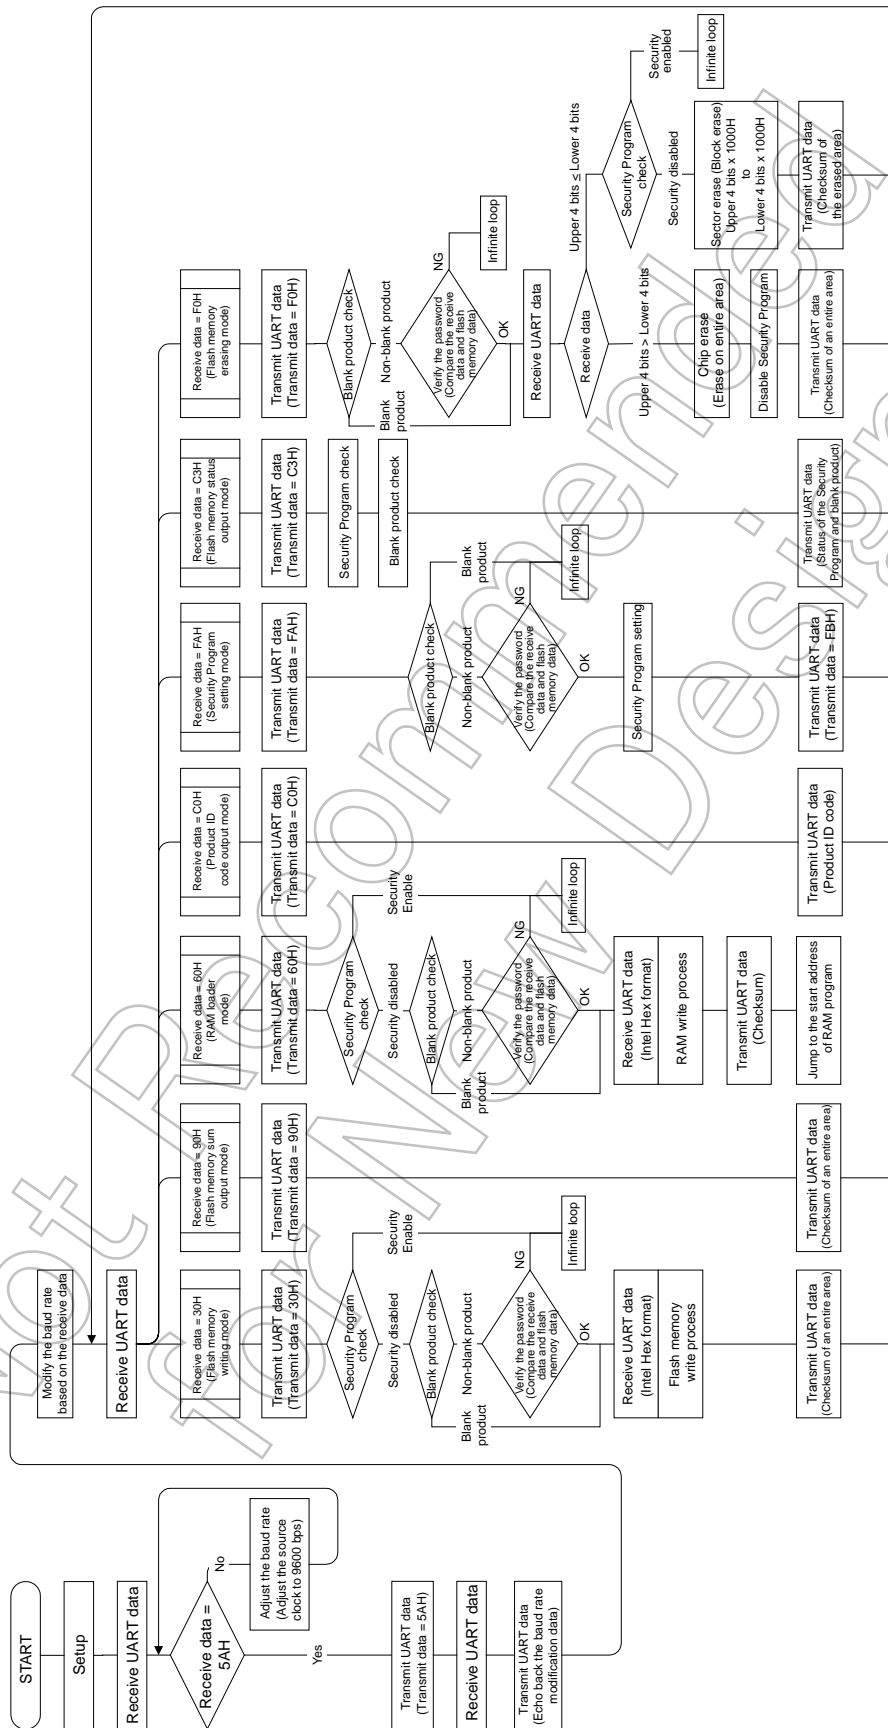 START
Setup
Receive UART data
Receive data =
5AH
No
Adjust the baud rate
(Adjust the source
clock to 9600 bps)
Yes
Transmit UART data
(Transmit data = 5AH)
Receive UART data
Transmit UART data
(Echo back the baud rate
modification data)
Modify the baud rate
based on the receive data
Receive UART data
Receive data = 30H
(Flash memory
writing mode)
Transmit UART data
(Transmit data = 30H)
Security Program
check
Security
Enable
Security disabled
Blank product check
Blank
product
Non-blank product
Verify the password
(Compare the receive
data and flash
memory data)
NG
Infinite loop
OK
Receive UART data
(Intel Hex format)
Flash memory
write process
Transmit UART data
(Checksum of an entire area)
Receive data = 90H
(Flash memory sum
output mode)
Transmit UART data
(Transmit data = 90H)
Transmit UART data
(Checksum of an entire area)
Receive data = 60H
(RAM loader
mode)
Transmit UART data
(Transmit data = 60H)
Security Program
check
Security
Enable
Security disabled
Blank product check
Blank
product
Non-blank product
Verify the password
(Compare the receive
data and flash
memory data)
NG
Infinite loop
OK
Receive UART data
(Intel Hex format)
RAM write process
Transmit UART data
(Checksum)
Jump to the start address
of RAM program
Receive data = C0H
(Product ID
code output mode)
Transmit UART data
(Transmit data = C0H)
Transmit UART data
(Product ID code)
Receive data = FAH
(Security Program
setting mode)
Transmit UART data
(Transmit data = FAH)
Blank product check
Blank
product
Non-blank product
Verify the password
(Compare the receive
data and flash
memory data)
NG
Infinite loop
OK
Security Program setting
Transmit UART data
(Transmit data = FBH)
Receive data = C3H
(Flash memory status
output mode)
Transmit UART data
(Transmit data = C3H)
Security Program check
Blank product check
Transmit UART data
(Status of the Security
Program and blank product)
Receive data = F0H
(Flash memory
erasing mode)
Transmit UART data
(Transmit data = F0H)
Blank product check
Blank
product
Non-blank product
Verify the password
(Compare the receive
data and flash
memory data)
NG
Infinite loop
OK
Receive UART data
Receive data
Upper 4 bits > Lower 4 bits
Chip erase
(Erase on entire area)
Disable Security Program
Transmit UART data
(Checksum of an entire area)
Upper 4 bits ≤ Lower 4 bits
Security Program
check
Security
enabled
Infinite loop
Security disabled
Sector erase (Block erase)
Upper 4 bits x 1000H
to
Lower 4 bits x 1000H
Transmit UART data
(Checksum of
the erased area)
Not Recommended
for New Design